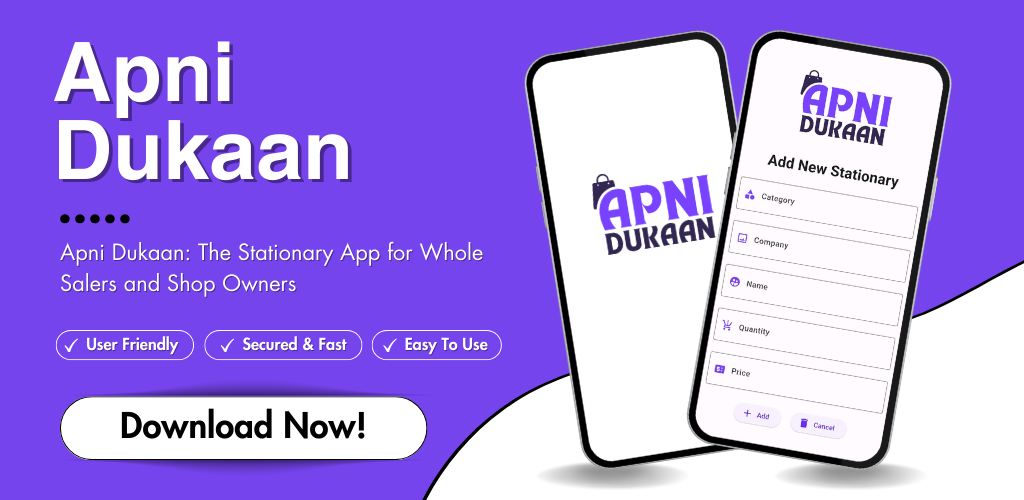 Apni
Dukaan
Apni Dukaan: The Stationary App for Whole
Salers and Shop Owners
User Friendly
Secured & Fast
Easy To Use
Download Now!
APNI
DUKAAN
APNI
DUKAAN
Add New Stationary
Category
Company
Name
Quantity
Price
Add
Cancel